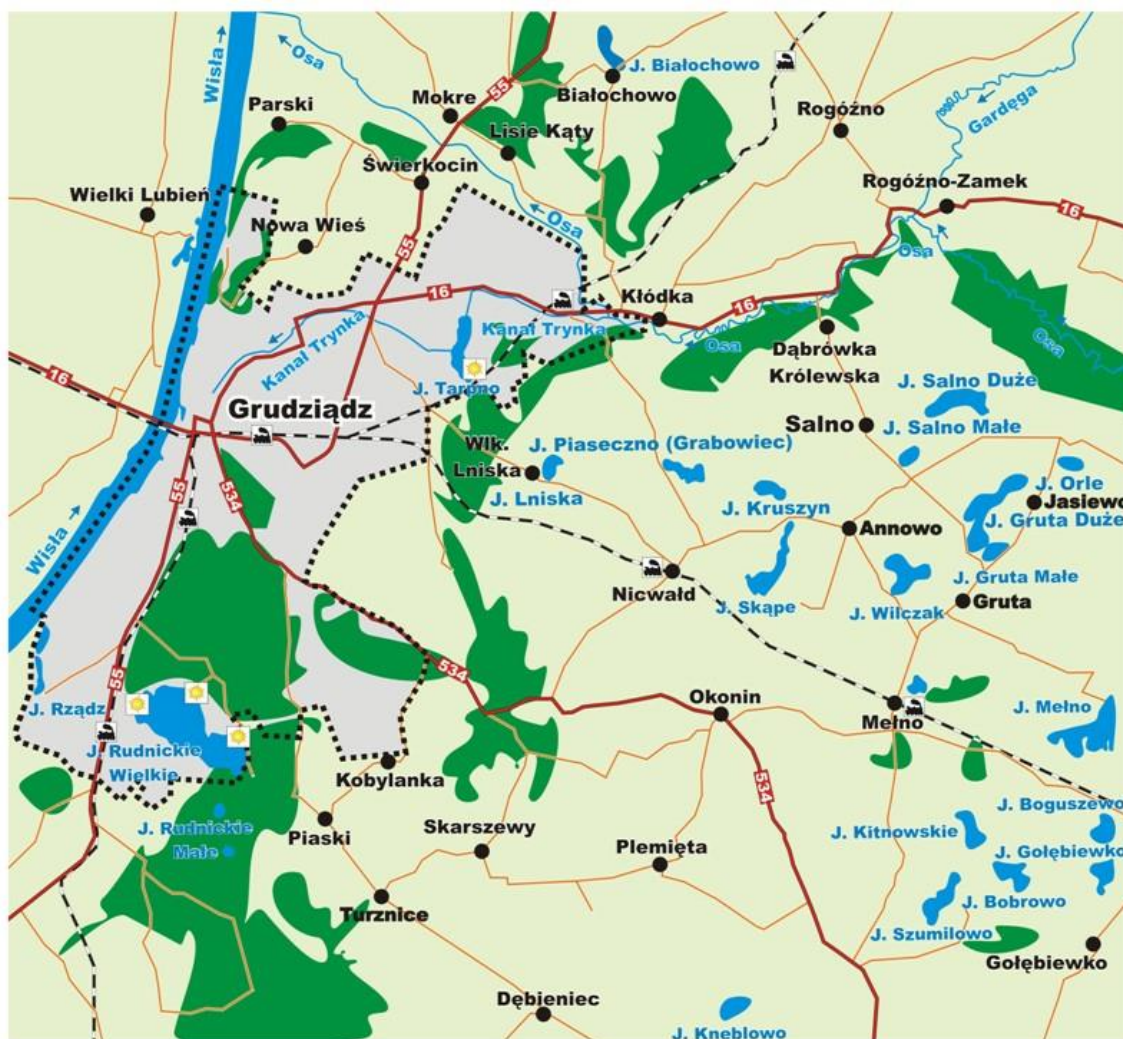 Wisła
Osa
55
J. Białochowo
Białochowo
Parski
Mokre
Rogóźno
Gardęga
Lisie Kąty
Świerkocin
Rogóźno-Zamek
Wielki Lubień
16
Nowa Wieś
Osa
55
Osa
16
Kłódka
16
Kanał Trynka
Kanał Trynka
Osa
Dąbrówka
Królewska
Osa
16
J. Tarpno
J. Salno Duże
Grudziądz
Salno
J. Salno Małe
Wlk.
Lniska
J. Piaseczno (Grabowiec)
J. Orle
55
534
J. Lniska
J. Kruszyn
Jasiewo
J. Gruta Duże
Annowo
Wisła
Nicwałd
J. Skąpe
J. Gruta Małe
J. Wilczak
Gruta
534
55
J. Rządz
Okonin
Mełno
J. Mełno
J. Rudnickie
Wielkie
Kobylanka
534
J. Boguszewo
J. Rudnickie
Małe
Piaski
Skarszewy
J. Kitnowskie
Plemięta
J. Gołębiewko
J. Bobrowo
Turznice
J. Szumilowo
Gołębiewko
Dębieniec
J. Kneblowo